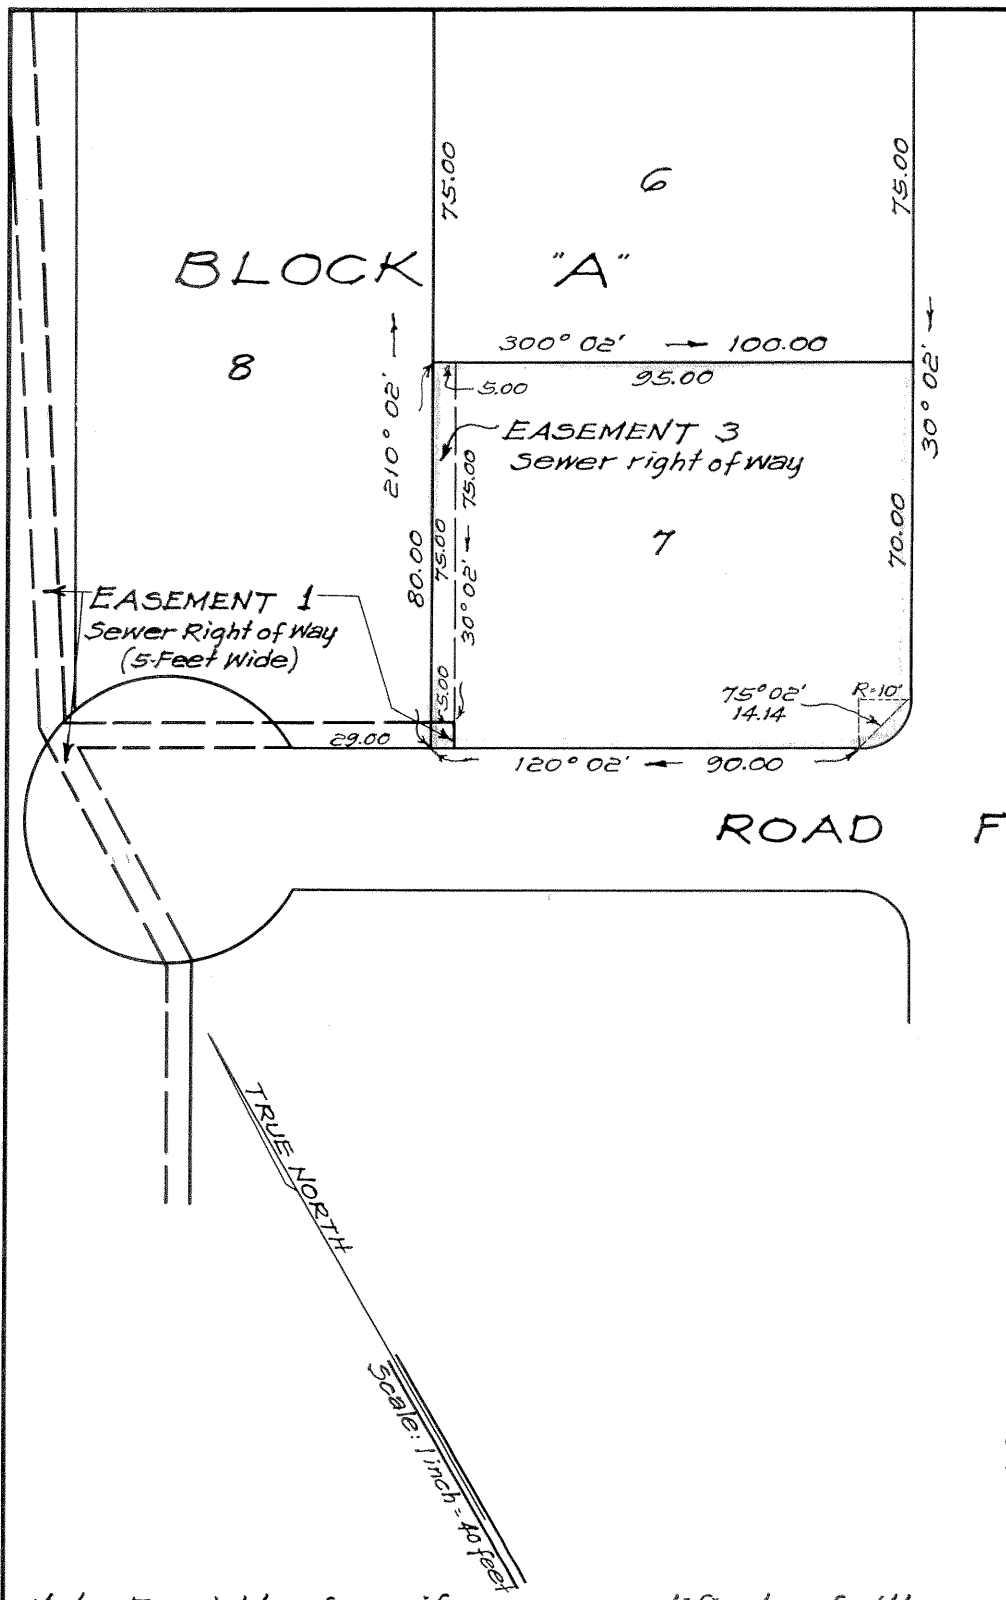 75.00
6
75.00
BLOCK "A"
8
300° 02' → 100.00
95.00
5.00
210° 02' →
30° 02' ←
EASEMENT 3
Sewer right of way
80.00
75.00
30° 02' ← 75.00
7
70.00
EASEMENT 1
Sewer Right of Way
(5-Feet Wide)
5.00
75° 02'
14.14
R=10'
29.00
120° 02' ← 90.00
ROAD F
TRUE NORTH
Scale: 1 inch = 40 feet